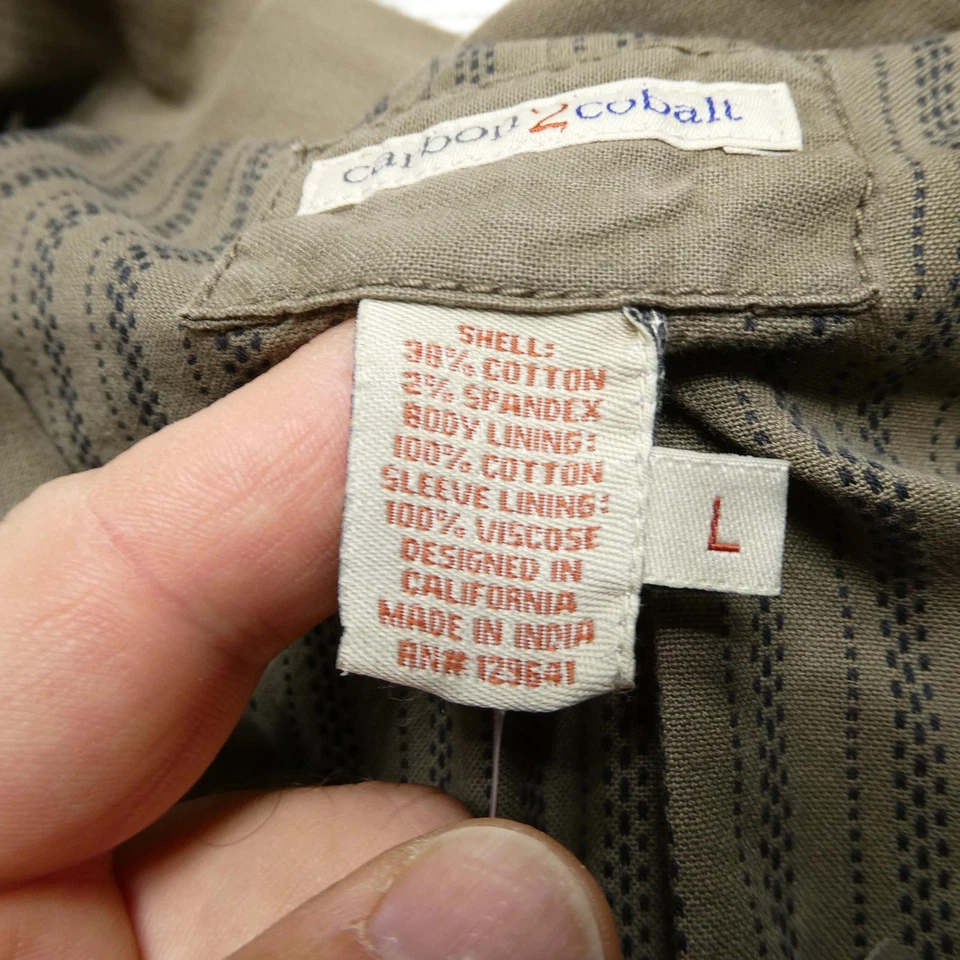 carbon2cobalt
SHELL:
98% COTTON
2% SPANDEX
BODY LINING:
100% COTTON
SLEEVE LINING:
100% VISCOSE
DESIGNED IN
CALIFORNIA
MADE IN INDIA
RN# 129641
L